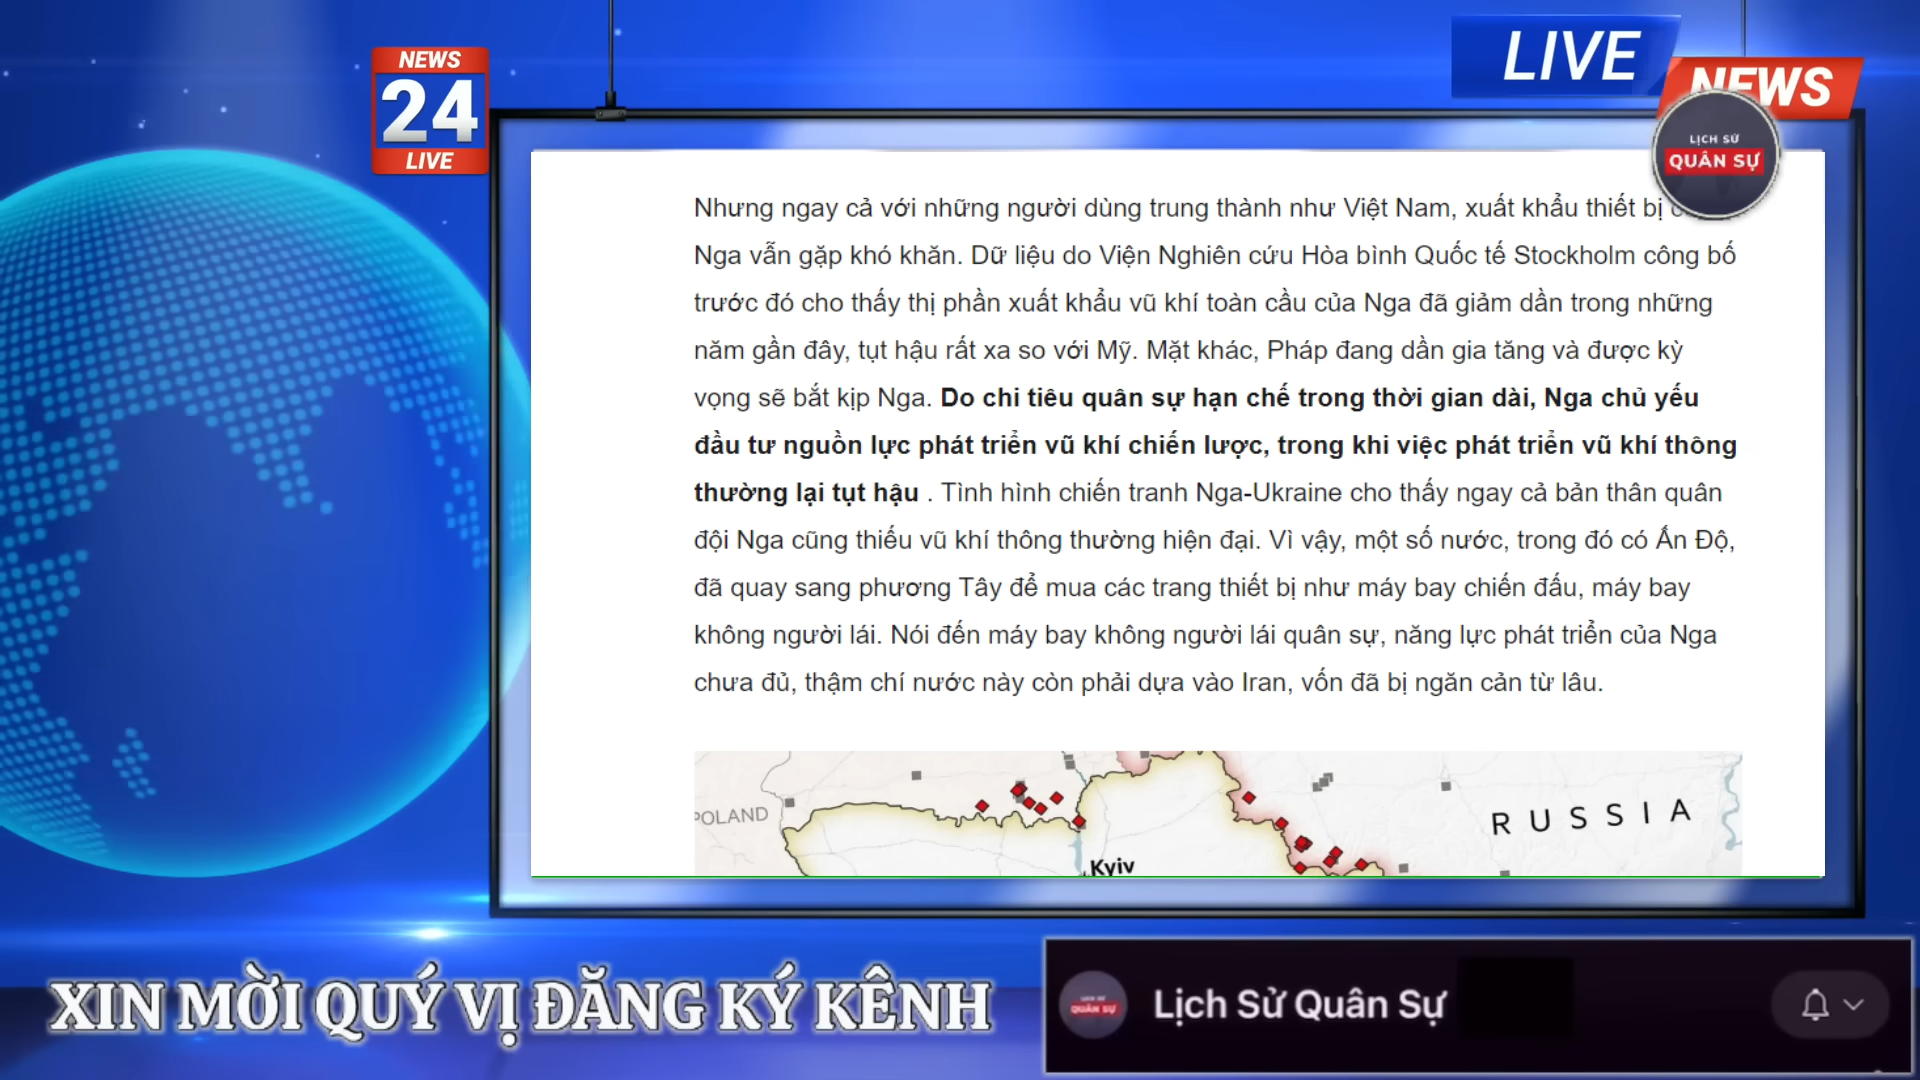 NEWS
24
LIVE
LIVE
NEWS
LỊCH SỬ
QUÂN SỰ
Nhưng ngay cả với những người dùng trung thành như Việt Nam, xuất khẩu thiết bị
Nga vẫn gặp khó khăn. Dữ liệu do Viện Nghiên cứu Hòa bình Quốc tế Stockholm công bố
trước đó cho thấy thị phần xuất khẩu vũ khí toàn cầu của Nga đã giảm dần trong những
năm gần đây, tụt hậu rất xa so với Mỹ. Mặt khác, Pháp đang dần gia tăng và được kỳ
vọng sẽ bắt kịp Nga. Do chi tiêu quân sự hạn chế trong thời gian dài, Nga chủ yếu
đầu tư nguồn lực phát triển vũ khí chiến lược, trong khi việc phát triển vũ khí thông
thường lại tụt hậu . Tình hình chiến tranh Nga-Ukraine cho thấy ngay cả bản thân quân
đội Nga cũng thiếu vũ khí thông thường hiện đại. Vì vậy, một số nước, trong đó có Ấn Độ,
đã quay sang phương Tây để mua các trang thiết bị như máy bay chiến đấu, máy bay
không người lái. Nói đến máy bay không người lái quân sự, năng lực phát triển của Nga
chưa đủ, thậm chí nước này còn phải dựa vào Iran, vốn đã bị ngăn cản từ lâu.
POLAND
RUSSIA
Kyiv
XIN MỜI QUÝ VỊ ĐĂNG KÝ KÊNH
LỊCH SỬ
QUÂN SỰ
Lịch Sử Quân Sự